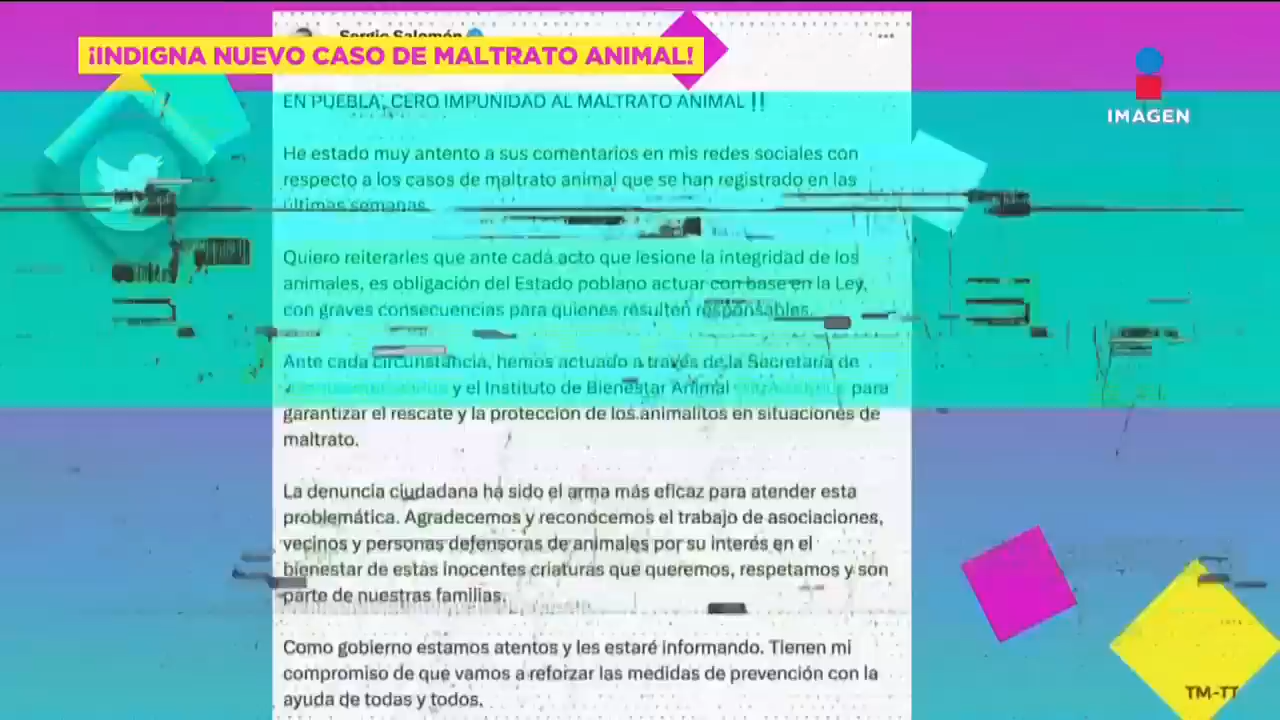 ¡INDIGNA NUEVO CASO DE MALTRATO ANIMAL!
Sergio Salomón
IMAGEN
EN PUEBLA, CERO IMPUNIDAD AL MALTRATO ANIMAL ‼
He estado muy antento a sus comentarios en mis redes sociales con
respecto a los casos de maltrato animal que se han registrado en las
últimas semanas.
Quiero reiterarles que ante cada acto que lesione la integridad de los
animales, es obligación del Estado poblano actuar con base en la Ley,
con graves consecuencias para quienes resulten responsables.
Ante cada circunstancia, hemos actuado a través de la Secretaría de
y el Instituto de Bienestar Animal para
garantizar el rescate y la protección de los animalitos en situaciones de
maltrato.
La denuncia ciudadana ha sido el arma más eficaz para atender esta
problemática. Agradecemos y reconocemos el trabajo de asociaciones,
vecinos y personas defensoras de animales por su interés en el
bienestar de estas inocentes criaturas que queremos, respetamos y son
parte de nuestras familias.
Como gobierno estamos atentos y les estaré informando. Tienen mi
compromiso de que vamos a reforzar las medidas de prevención con la
ayuda de todas y todos.
TM-TT